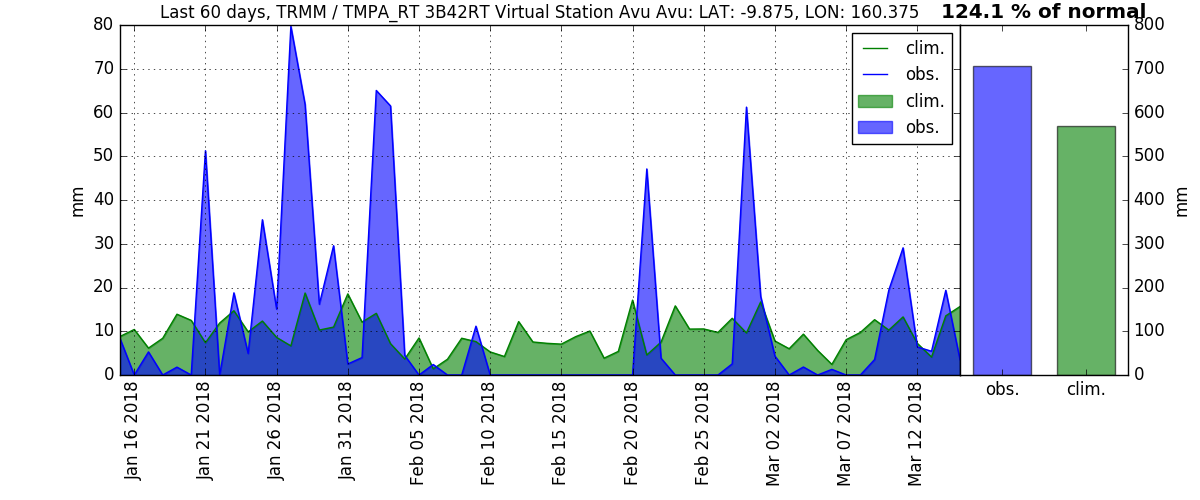 Last 60 days, TRMM / TMPA_RT 3B42RT Virtual Station Avu Avu: LAT: -9.875, LON: 160.375
124.1 % of normal
80
70
60
50
40
30
20
10
0
mm
clim.
obs.
clim.
obs.
Jan 16 2018
Jan 21 2018
Jan 26 2018
Jan 31 2018
Feb 05 2018
Feb 10 2018
Feb 15 2018
Feb 20 2018
Feb 25 2018
Mar 02 2018
Mar 07 2018
Mar 12 2018
800
700
600
500
400
300
200
100
0
mm
obs.
clim.